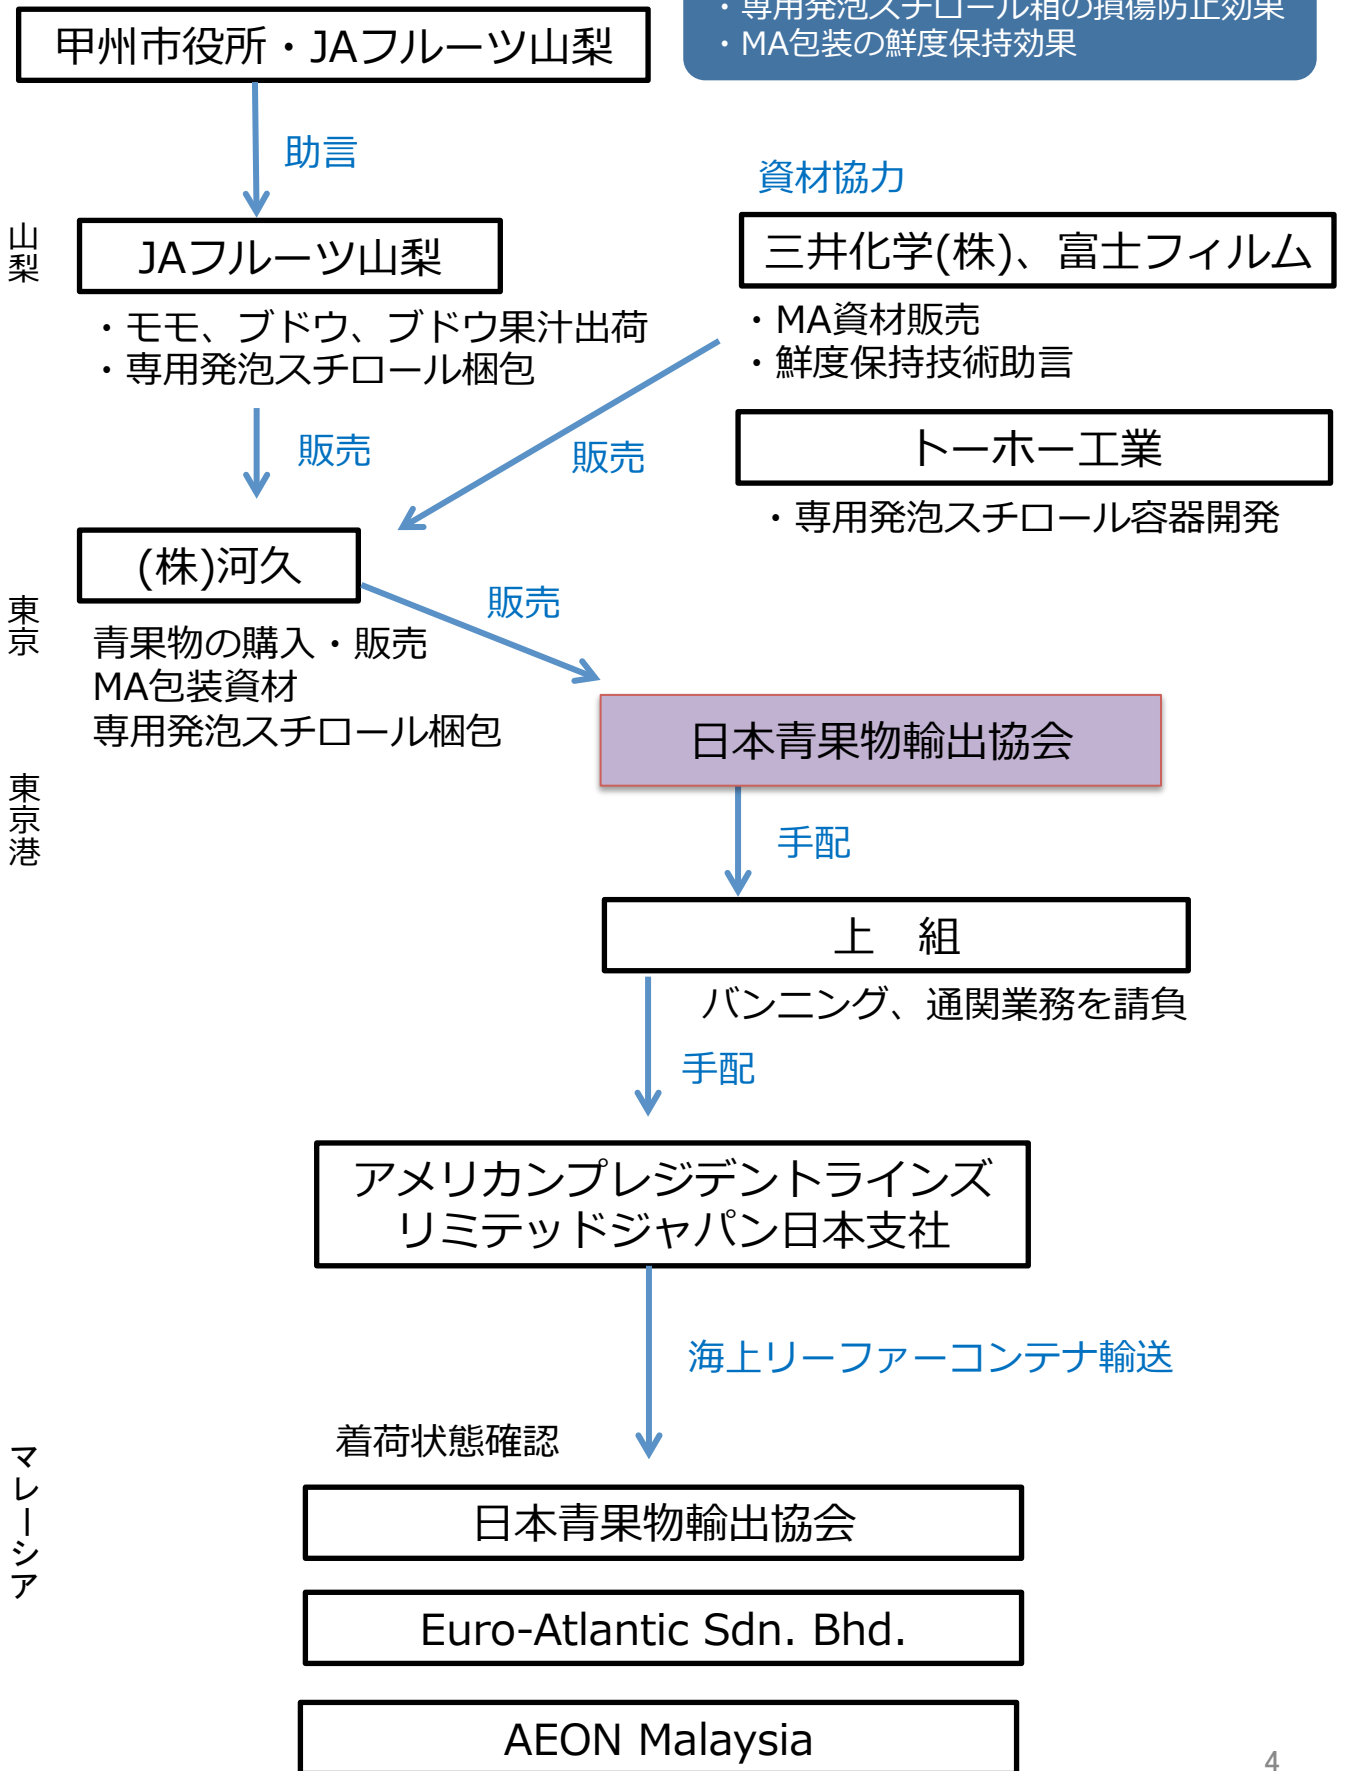 ・専用発泡スチロール箱の損傷防止効果
・MA包装の鮮度保持効果
甲州市役所・JAフルーツ山梨
助言
資材協力
山梨
JAフルーツ山梨
三井化学(株)、富士フィルム
・モモ、ブドウ、ブドウ果汁出荷
・専用発泡スチロール梱包
・MA資材販売
・鮮度保持技術助言
トーホー工業
・専用発泡スチロール容器開発
販売
販売
(株)河久
東京
販売
青果物の購入・販売
MA包装資材
専用発泡スチロール梱包
日本青果物輸出協会
東京港
手配
上　組
バンニング、通関業務を請負
手配
アメリカンプレジデントラインズ
リミテッドジャパン日本支社
海上リーファーコンテナ輸送
着荷状態確認
マレーシア
日本青果物輸出協会
Euro-Atlantic Sdn. Bhd.
AEON Malaysia
4